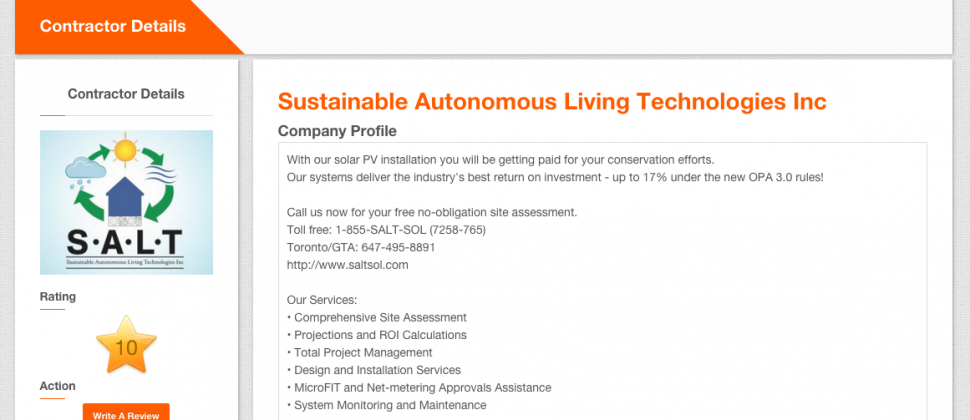 Contractor Details
Contractor Details
S·A·L·T
Sustainable Autonomous Living Technologies Inc
Rating
10
Action
Write A Review
Sustainable Autonomous Living Technologies Inc
Company Profile
With our solar PV installation you will be getting paid for your conservation efforts.
Our systems deliver the industry's best return on investment - up to 17% under the new OPA 3.0 rules!
Call us now for your free no-obligation site assessment.
Toll free: 1-855-SALT-SOL (7258-765)
Toronto/GTA: 647-495-8891
http://www.saltsol.com
Our Services:
• Comprehensive Site Assessment
• Projections and ROI Calculations
• Total Project Management
• Design and Installation Services
• MicroFIT and Net-metering Approvals Assistance
• System Monitoring and Maintenance